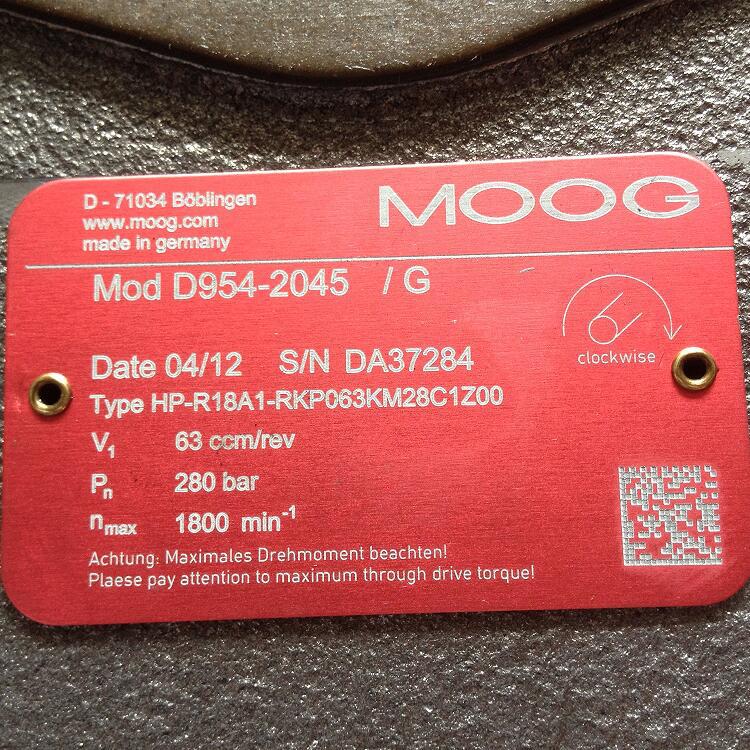 D - 71034 Böblingen
www.moog.com
made in germany
MOOG
Mod D954-2045 / G
clockwise
Date 04/12 S/N DA37284
Type HP-R18A1-RKP063KM28C1Z00
V1 63 ccm/rev
Pn 280 bar
nmax 1800 min-1
Achtung: Maximales Drehmoment beachten!
Plaese pay attention to maximum through drive torque!